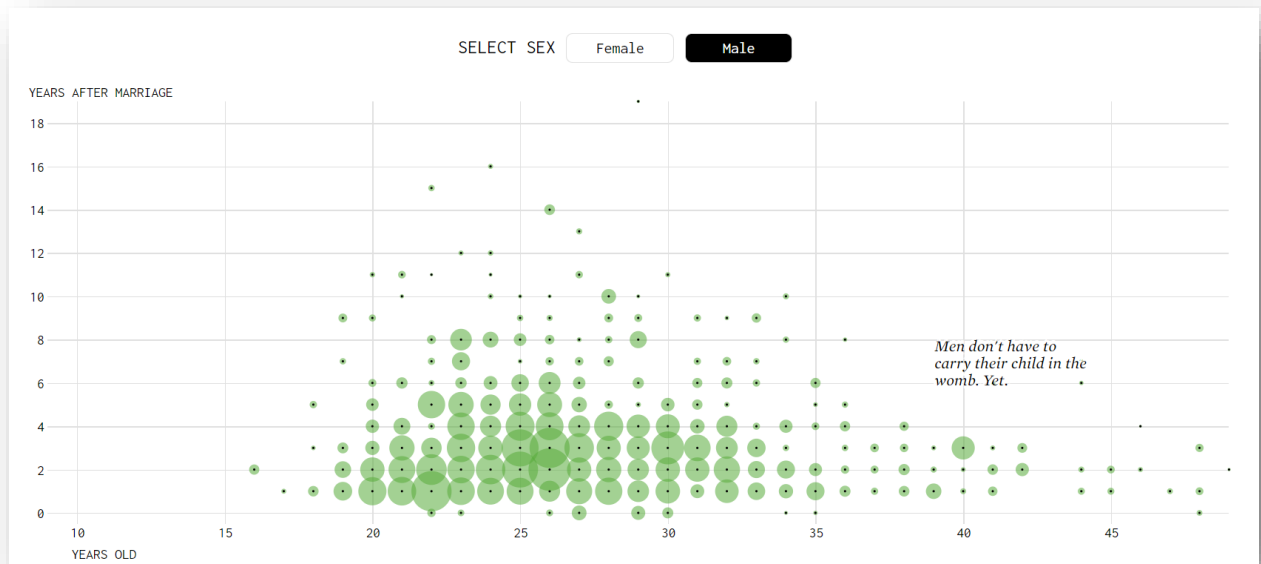 SELECT SEX Female Male
YEARS AFTER MARRIAGE
18
16
14
12
10
8
Men don't have to
carry their child in the
womb. Yet.
6
4
2
0
10 15 20 25 30 35 40 45
YEARS OLD